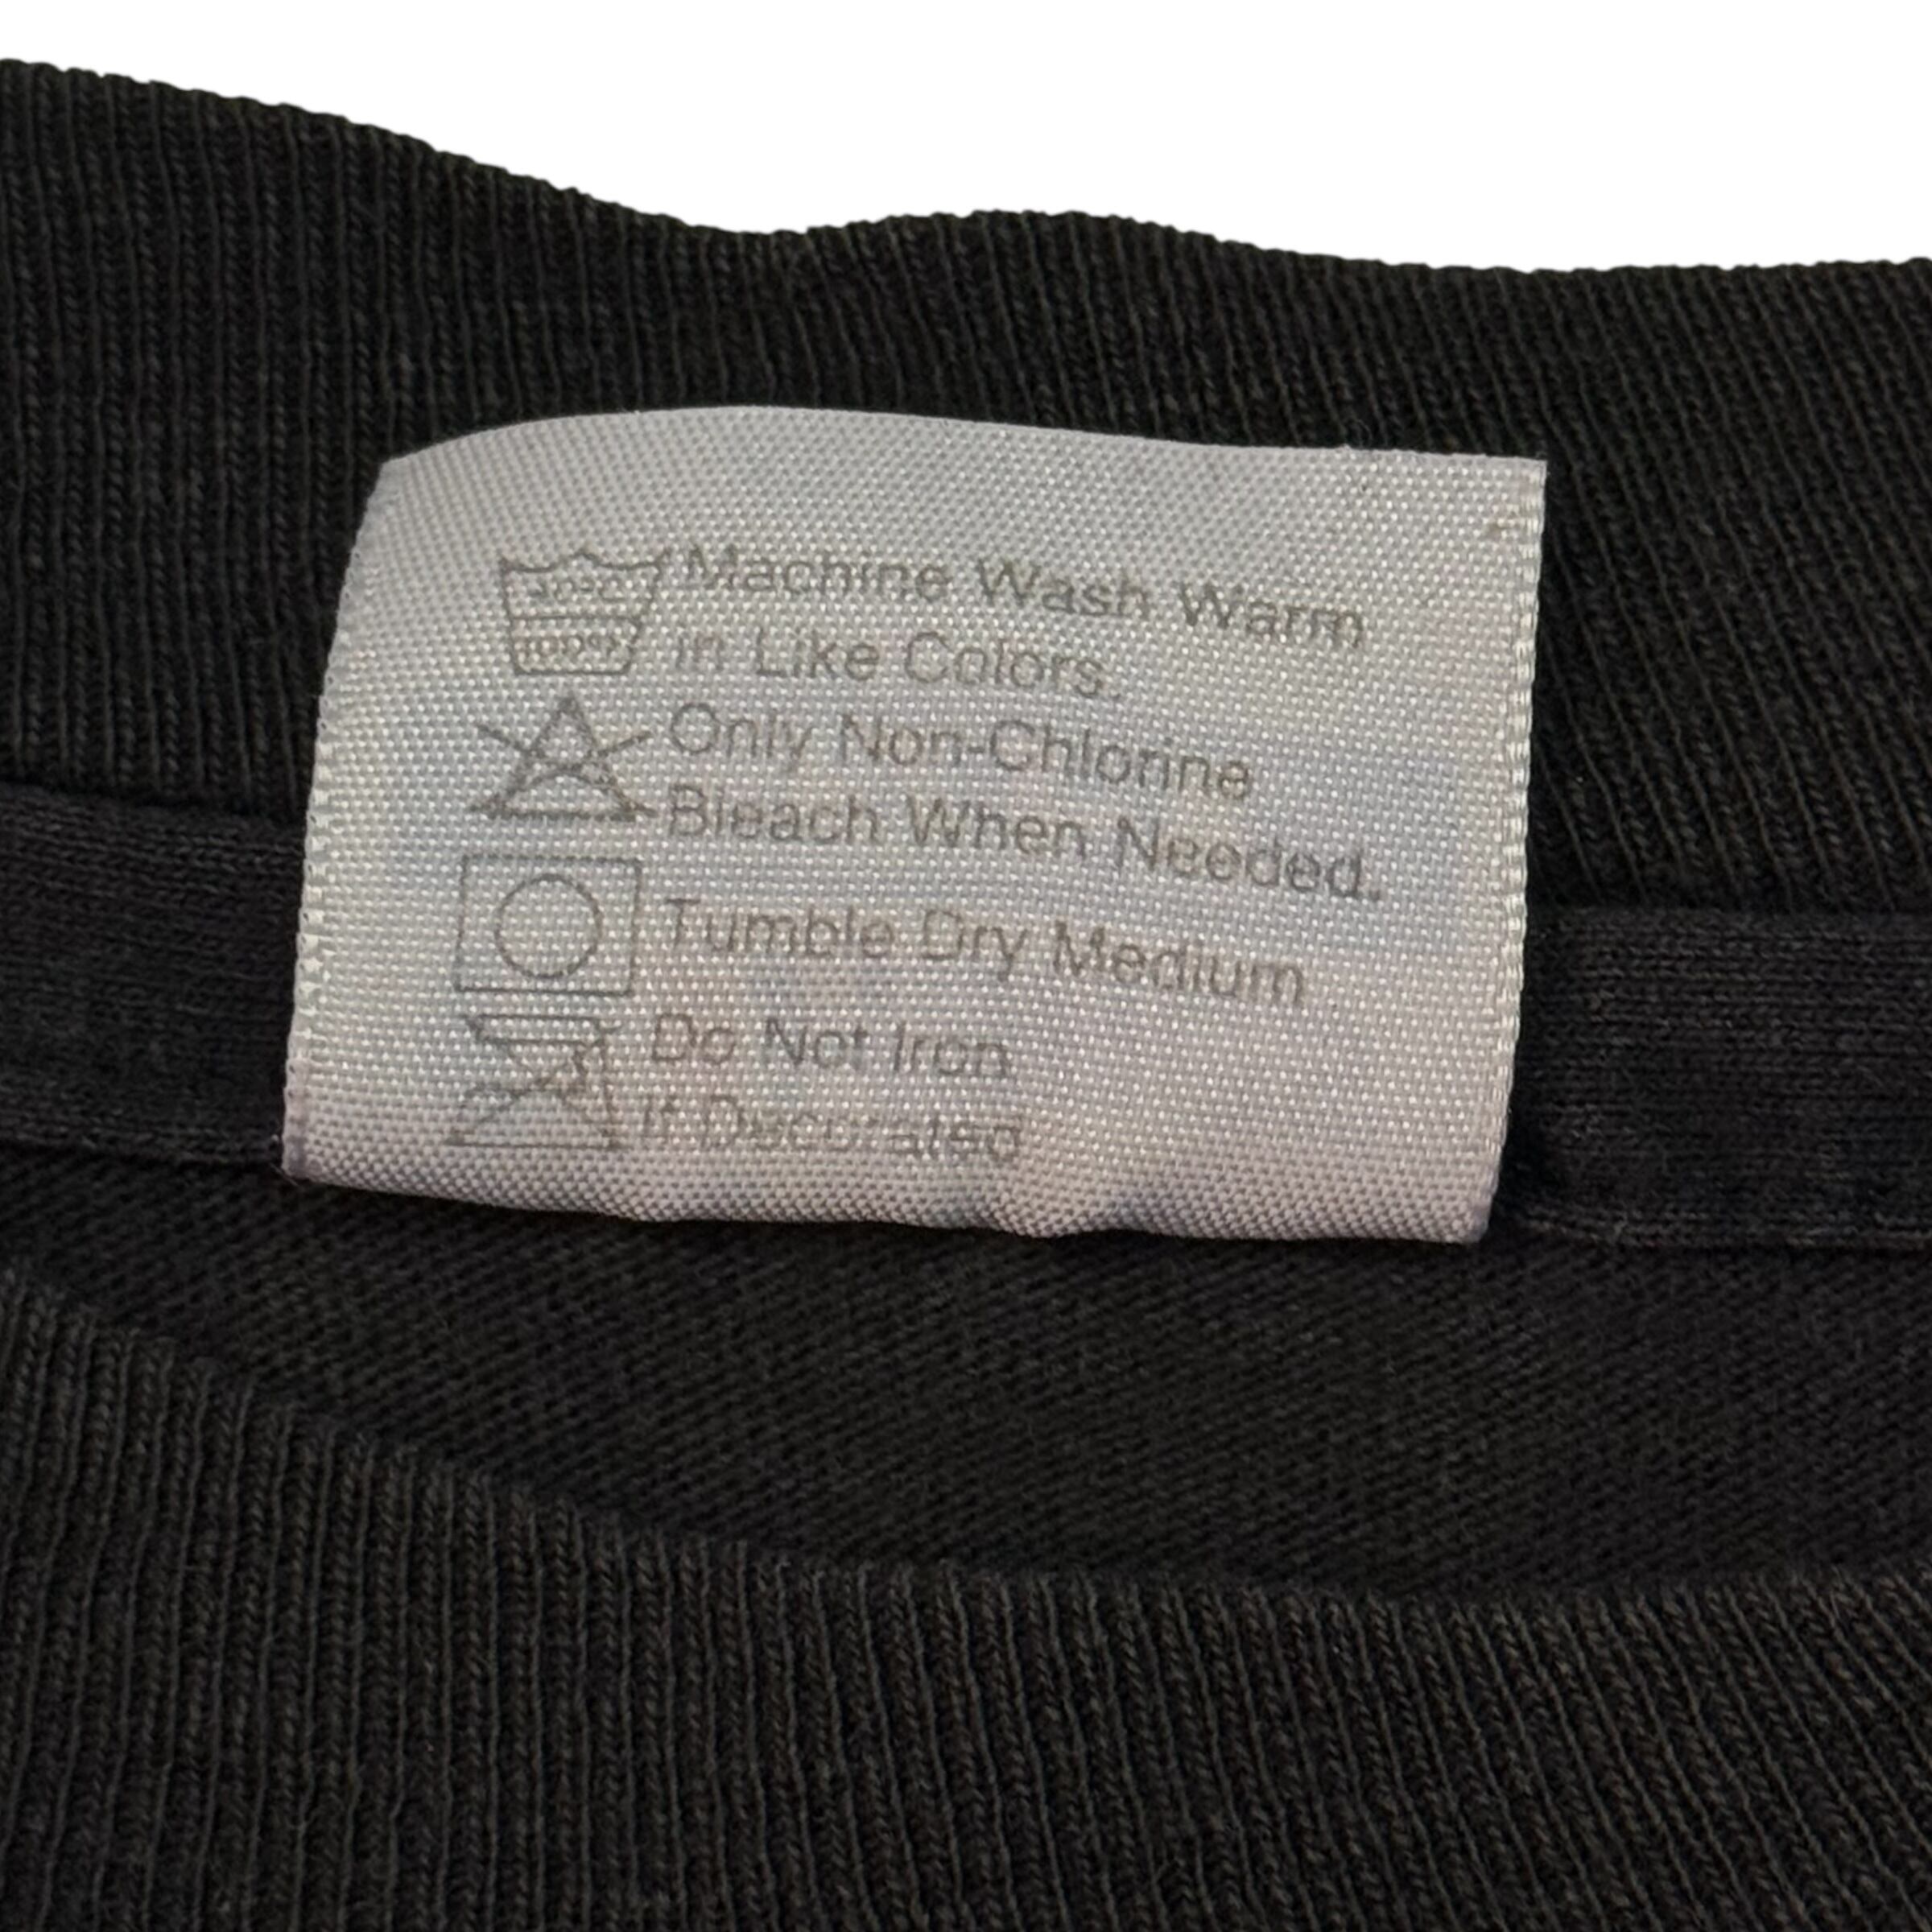 Machine Wash Warm
in Like Colors.
Only Non-Chlorine
Bleach When Needed.
Tumble Dry Medium
Do Not Iron
If Decorated